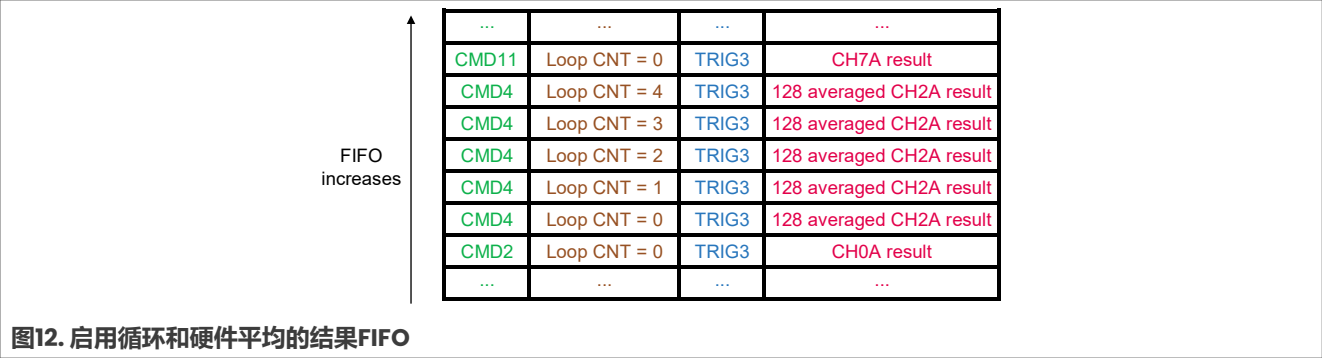 ... ... ... ...
CMD11 Loop CNT = 0 TRIG3 CH7A result
CMD4 Loop CNT = 4 TRIG3 128 averaged CH2A result
CMD4 Loop CNT = 3 TRIG3 128 averaged CH2A result
CMD4 Loop CNT = 2 TRIG3 128 averaged CH2A result
CMD4 Loop CNT = 1 TRIG3 128 averaged CH2A result
CMD4 Loop CNT = 0 TRIG3 128 averaged CH2A result
CMD2 Loop CNT = 0 TRIG3 CH0A result
... ... ... ...
FIFO
increases
图12. 启用循环和硬件平均的结果FIFO